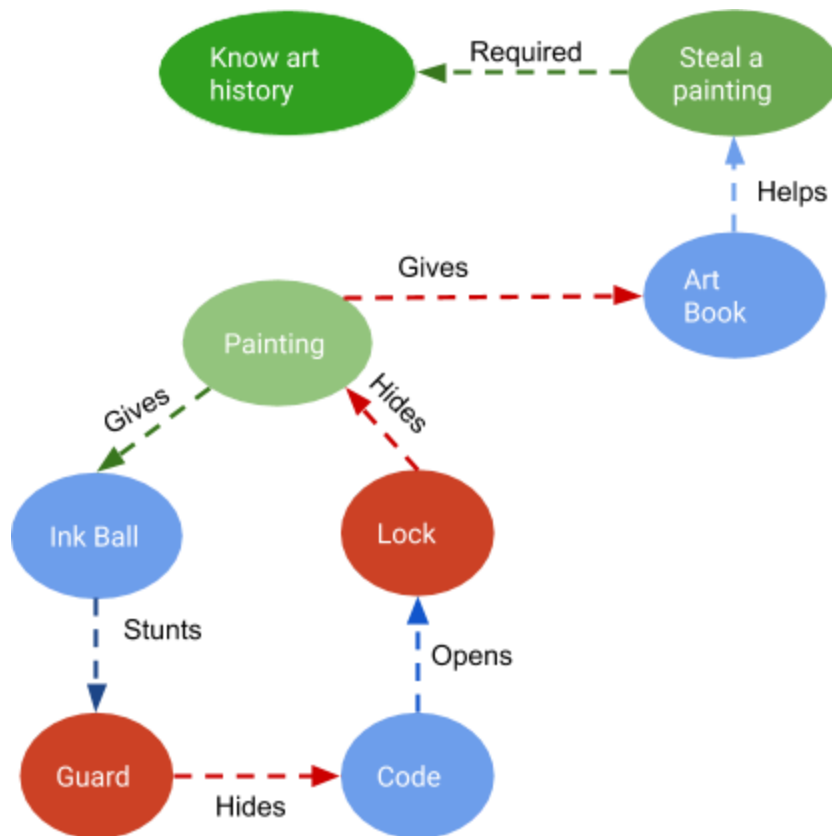 Know art
history
Required
Steal a
painting
Helps
Gives
Art
Book
Painting
Gives
Hides
Ink Ball
Lock
Stunts
Opens
Guard
Hides
Code